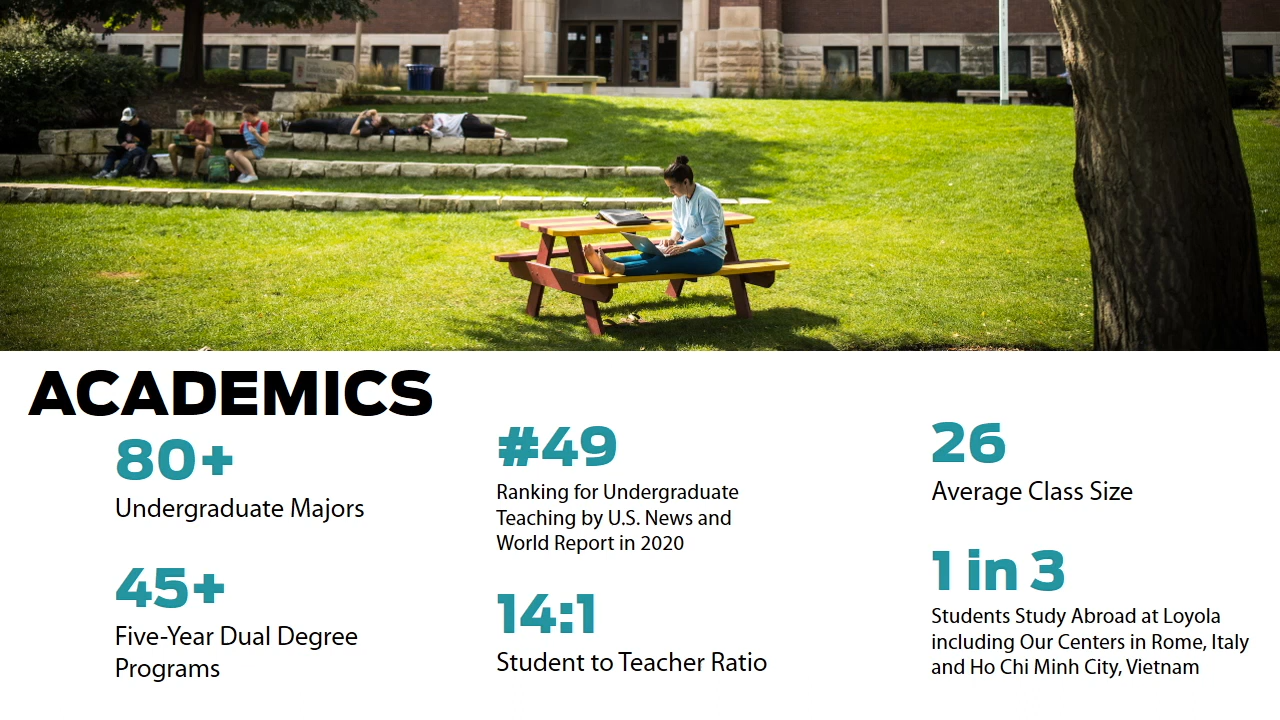 ACADEMICS
80+
Undergraduate Majors
45+
Five-Year Dual Degree
Programs
#49
Ranking for Undergraduate
Teaching by U.S. News and
World Report in 2020
14:1
Student to Teacher Ratio
26
Average Class Size
1 in 3
Students Study Abroad at Loyola
including Our Centers in Rome, Italy
and Ho Chi Minh City, Vietnam